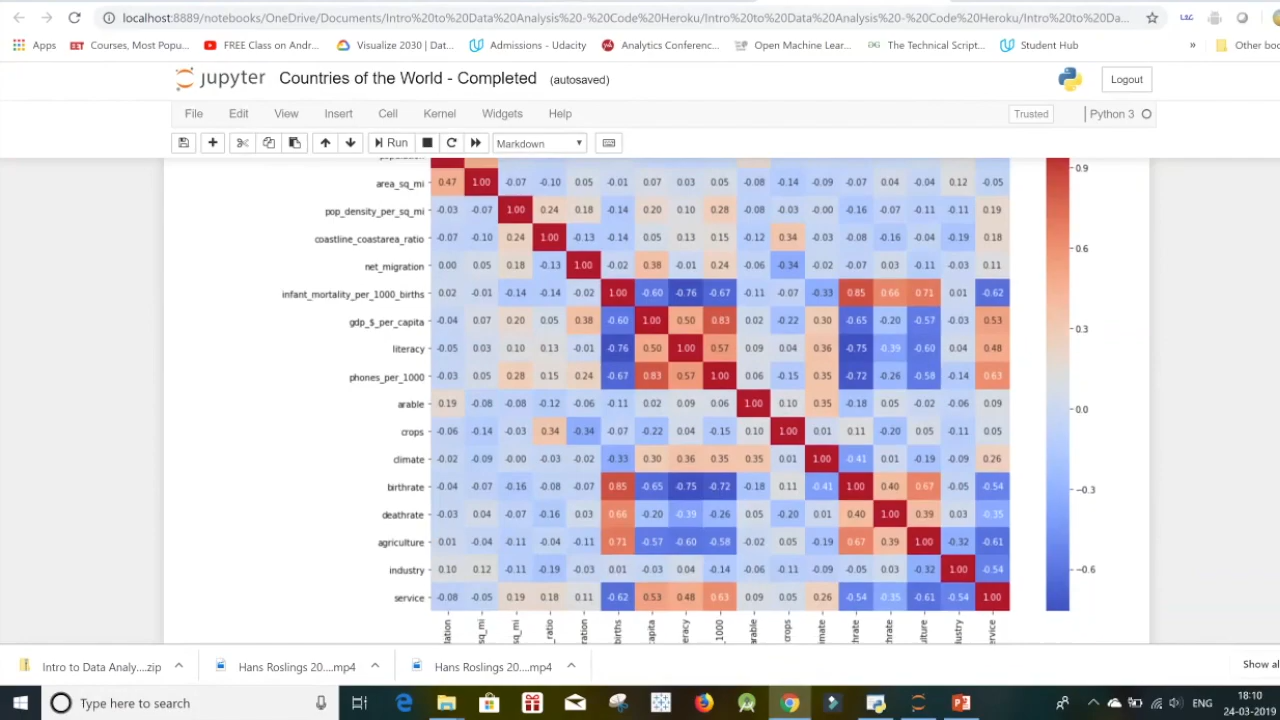 localhost:8889/notebooks/OneDrive/Documents/Intro%20to%20Data%20Analysis%20-%20Code%20Heroku/Intro%20to%20Data%20Analysis%20-%20Code%20Heroku/Intro%20to%20Da...
Apps Courses, Most Popu... FREE Class on Andr... Visualize 2030 | Dat... Admissions - Udacity Analytics Conferenc... Open Machine Lear... The Technical Script... Student Hub » Other boo
jupyter Countries of the World - Completed (autosaved) Logout
File Edit View Insert Cell Kernel Widgets Help Trusted Python 3
Run Markdown
0.9
area_sq_mi 0.47 1.00 -0.07 -0.10 0.05 -0.01 0.07 0.03 0.05 -0.08 -0.14 -0.09 -0.07 0.04 -0.04 0.12 -0.05
pop_density_per_sq_mi -0.03 -0.07 1.00 0.24 0.18 -0.14 0.20 0.10 0.28 -0.08 -0.03 -0.00 -0.16 -0.07 -0.11 -0.11 0.19
coastline_coastarea_ratio -0.07 -0.10 0.24 1.00 -0.13 -0.14 0.05 0.13 0.15 -0.12 0.34 -0.03 -0.08 -0.16 -0.04 -0.19 0.18
0.6
net_migration 0.00 0.05 0.18 -0.13 1.00 -0.02 0.38 -0.01 0.24 -0.06 -0.34 -0.02 -0.07 0.03 -0.11 -0.03 0.11
infant_mortality_per_1000_births 0.02 -0.01 -0.14 -0.14 -0.02 1.00 -0.60 -0.76 -0.67 -0.11 -0.07 -0.33 0.85 0.66 0.71 0.01 -0.62
gdp_$_per_capita -0.04 0.07 0.20 0.05 0.38 -0.60 1.00 0.50 0.83 0.02 -0.22 0.30 -0.65 -0.20 -0.57 -0.03 0.53
0.3
literacy -0.05 0.03 0.10 0.13 -0.01 -0.76 0.50 1.00 0.57 0.09 0.04 0.36 -0.75 -0.39 -0.60 0.04 0.48
phones_per_1000 -0.03 0.05 0.28 0.15 0.24 -0.67 0.83 0.57 1.00 0.06 -0.15 0.35 -0.72 -0.26 -0.58 -0.14 0.63
arable 0.19 -0.08 -0.08 -0.12 -0.06 -0.11 0.02 0.09 0.06 1.00 0.10 0.35 -0.18 0.05 -0.02 -0.06 0.09
0.0
crops -0.06 -0.14 -0.03 0.34 -0.34 -0.07 -0.22 0.04 -0.15 0.10 1.00 0.01 0.11 -0.20 0.05 -0.11 0.05
climate -0.02 -0.09 -0.00 -0.03 -0.02 -0.33 0.30 0.36 0.35 0.35 0.01 1.00 -0.41 0.01 -0.19 -0.09 0.26
birthrate -0.04 -0.07 -0.16 -0.08 -0.07 0.85 -0.65 -0.75 -0.72 -0.18 0.11 -0.41 1.00 0.40 0.67 -0.05 -0.54
-0.3
deathrate -0.03 0.04 -0.07 -0.16 0.03 0.66 -0.20 -0.39 -0.26 0.05 -0.20 0.01 0.40 1.00 0.39 0.03 -0.35
agriculture 0.01 -0.04 -0.11 -0.04 -0.11 0.71 -0.57 -0.60 -0.58 -0.02 0.05 -0.19 0.67 0.39 1.00 -0.32 -0.61
industry 0.10 0.12 -0.11 -0.19 -0.03 0.01 -0.03 0.04 -0.14 -0.06 -0.11 -0.09 -0.05 0.03 -0.32 1.00 -0.54
-0.6
service -0.08 -0.05 0.19 0.18 0.11 -0.62 0.53 0.48 0.63 0.09 0.05 0.26 -0.54 -0.35 -0.61 -0.54 1.00
lation sq_mi sq_mi _ratio ration births capita eracy _1000 arable crops imate hrate hrate ulture lustry ervice
Intro to Data Analy....zip Hans Roslings 20....mp4 Hans Roslings 20....mp4 Show al
Type here to search ENG 18:10
24-03-2019